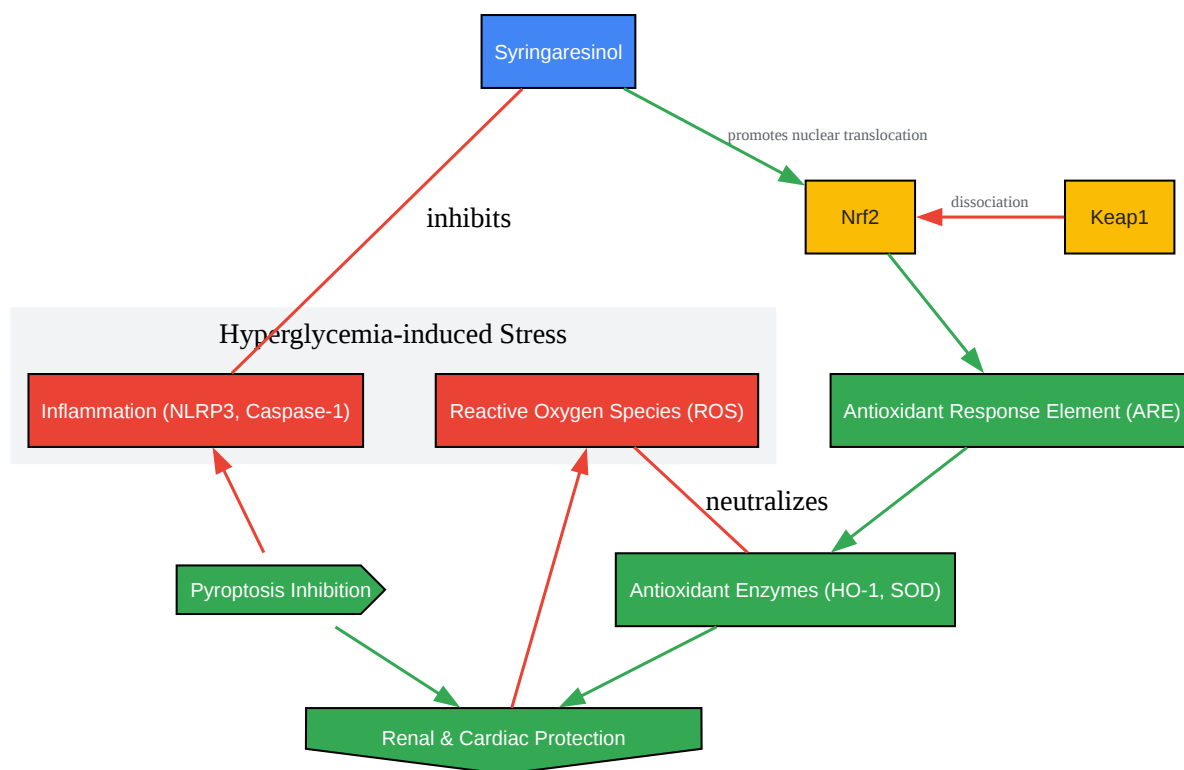 Syringaresinol
promotes nuclear translocation
Nrf2
dissociation
Keap1
inhibits
Hyperglycemia-induced Stress
Inflammation (NLRP3, Caspase-1)
Reactive Oxygen Species (ROS)
Antioxidant Response Element (ARE)
neutralizes
Pyroptosis Inhibition
Antioxidant Enzymes (HO-1, SOD)
Renal & Cardiac Protection